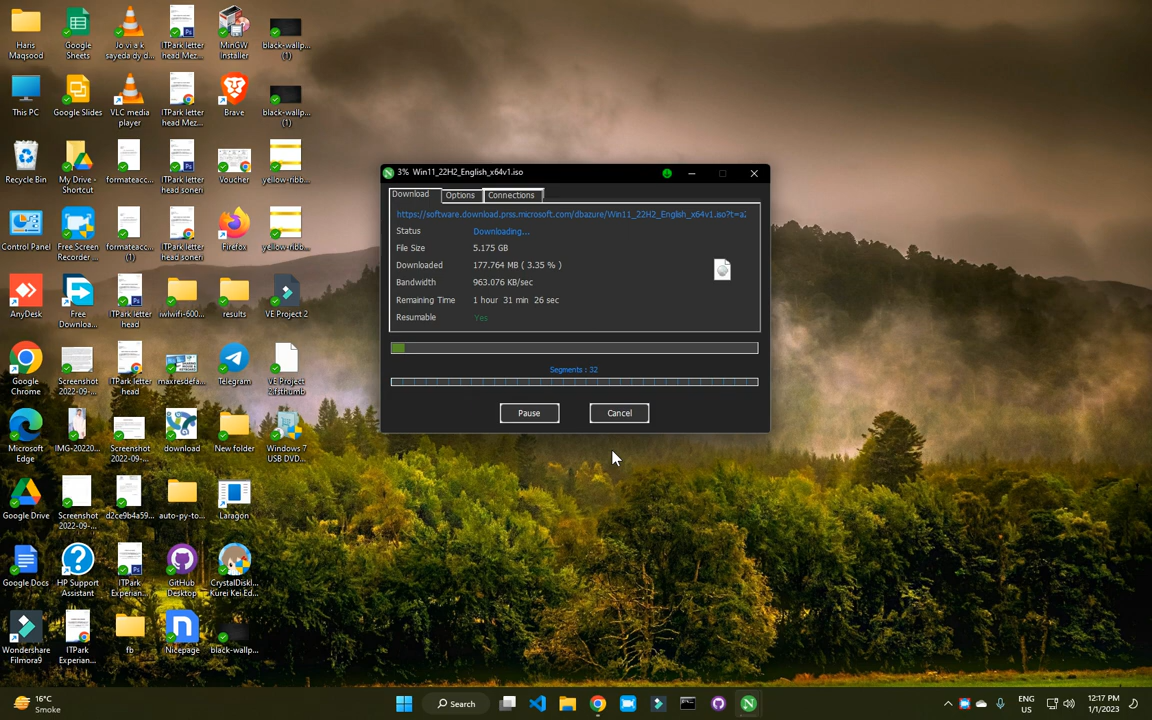 Haris
Maqsood
Google
Sheets
Jo vi a k
sayeda dy d...
ITPark letter
head Mez...
MinGW
Installer
black-wallp...
(1)
This PC
Google Slides
VLC media
player
ITPark letter
head Mez...
Brave
black-wallp...
(1)
Recycle Bin
My Drive -
Shortcut
formateacc...
ITPark letter
head soneri
Voucher
yellow-ribb...
Control Panel
Free Screen
Recorder ...
formateacc...
(1)
ITPark letter
head soneri
Firefox
yellow-ribb...
AnyDesk
Free
Downloa...
ITPark letter
head
iwlwifi-600...
results
VE Project 2
Google
Chrome
Screenshot
2022-09-...
ITPark letter
head
maxresdefa...
Telegram
VE Project
2.tfsthumb
Microsoft
Edge
IMG-20220...
Screenshot
2022-09-...
download
New folder
Windows 7
USB DVD...
Google Drive
Screenshot
2022-09-...
d2ce9b4a59...
auto-py-to...
Laragon
Google Docs
HP Support
Assistant
ITPark
Experian...
GitHub
Desktop
CrystalDiskI...
Kurei Kei Ed...
Wondershare
Filmora9
ITPark
Experian...
fb
Nicepage
black-wallp...
3% Win11_22H2_English_x64v1.iso
Download
Options
Connections
https://software.download.prss.microsoft.com/dbazure/Win11_22H2_English_x64v1.iso?t=a2
Status Downloading...
File Size 5.175 GB
Downloaded 177.764 MB ( 3.35 % )
Bandwidth 963.076 KB/sec
Remaining Time 1 hour 31 min 26 sec
Resumable Yes
Segments : 32
Pause
Cancel
16°C
Smoke
Search
ENG
US
12:17 PM
1/1/2023